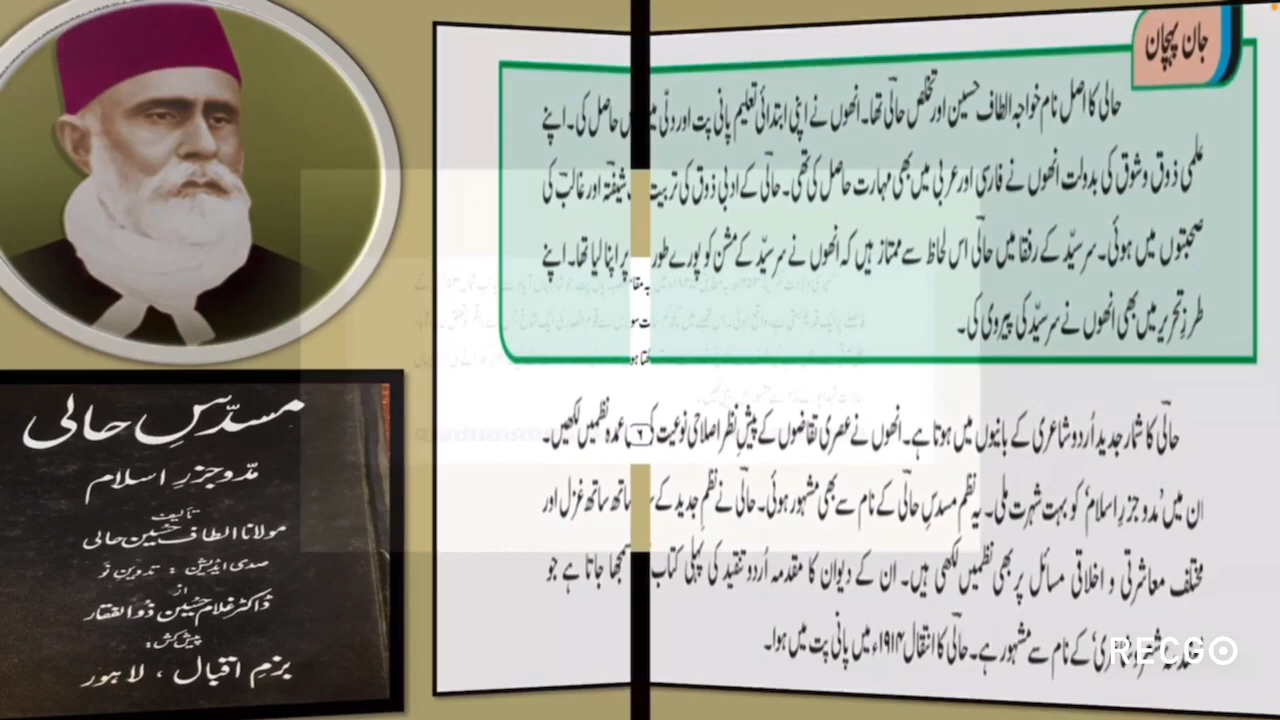 جان پہچان
حالی کا اصل نام خواجہ الطاف حسین اور تخلص حالیؔ تھا۔ انھوں نے اپنی ابتدائی تعلیم پانی پت اور دلّی میں حاصل کی۔ اپنے
علمی ذوق و شوق کی بدولت انھوں نے فارسی اور عربی میں بھی مہارت حاصل کی تھی۔ حالیؔ کے ادبی ذوق کی تربیت شیفتہؔ اور غالبؔ کی
صحبتوں میں ہوئی۔ سرسیّد کے رفقا میں حالیؔ اس لحاظ سے ممتاز ہیں کہ انھوں نے سرسیّد کے مشن کو پورے طور پر اپنا لیا تھا۔ اپنے
طرزِ تحریر میں بھی انھوں نے سرسیّد کی پیروی کی۔
حالیؔ کا شمار جدید اُردو شاعری کے بانیوں میں ہوتا ہے۔ انھوں نے عصری تقاضوں کے پیشِ نظر اصلاحی نوعیت کی عمدہ نظمیں لکھیں۔
ان میں 'مدو جزرِ اسلام' کو بہت شہرت ملی۔ یہ نظم مسدسِ حالیؔ کے نام سے بھی مشہور ہوئی۔ حالیؔ نے نظمِ جدید کے ساتھ ساتھ غزل اور
مختلف معاشرتی و اخلاقی مسائل پر بھی نظمیں لکھی ہیں۔ ان کے دیوان کا مقدمہ اُردو تنقید کی پہلی کتاب سمجھا جاتا ہے جو
کے نام سے مشہور ہے۔ حالیؔ کا انتقال ۱۹۱۴ء میں پانی پت میں ہوا۔
مسدّسِ حالی
مدّوجزرِ اسلام
تالیف
مولانا الطاف حسین حالی
صدی ایڈیشن : تدوینِ نَو
از
ڈاکٹر غلام حسین ذوالفقار
پیش کش:
بزمِ اقبال ، لاہور
RECGO